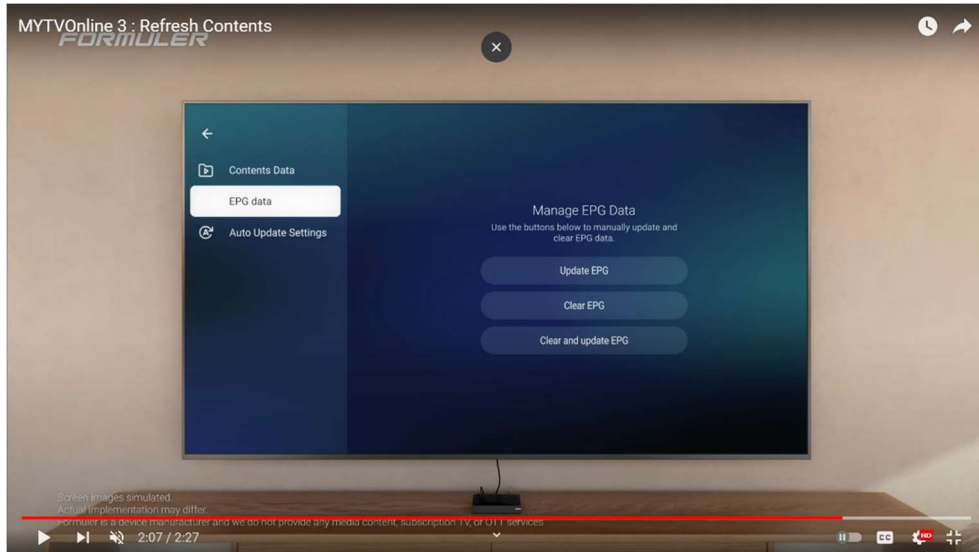 MYTVOnline 3 : Refresh Contents
FORMULER
Contents Data
EPG data
Auto Update Settings
Manage EPG Data
Use the buttons below to manually update and
clear EPG data.
Update EPG
Clear EPG
Clear and update EPG
Screen images simulated.
Actual implementation may differ.
Formuler is a device manufacturer and we do not provide any media content, subscription TV, or OTT services
2:07 / 2:27
CC
HD